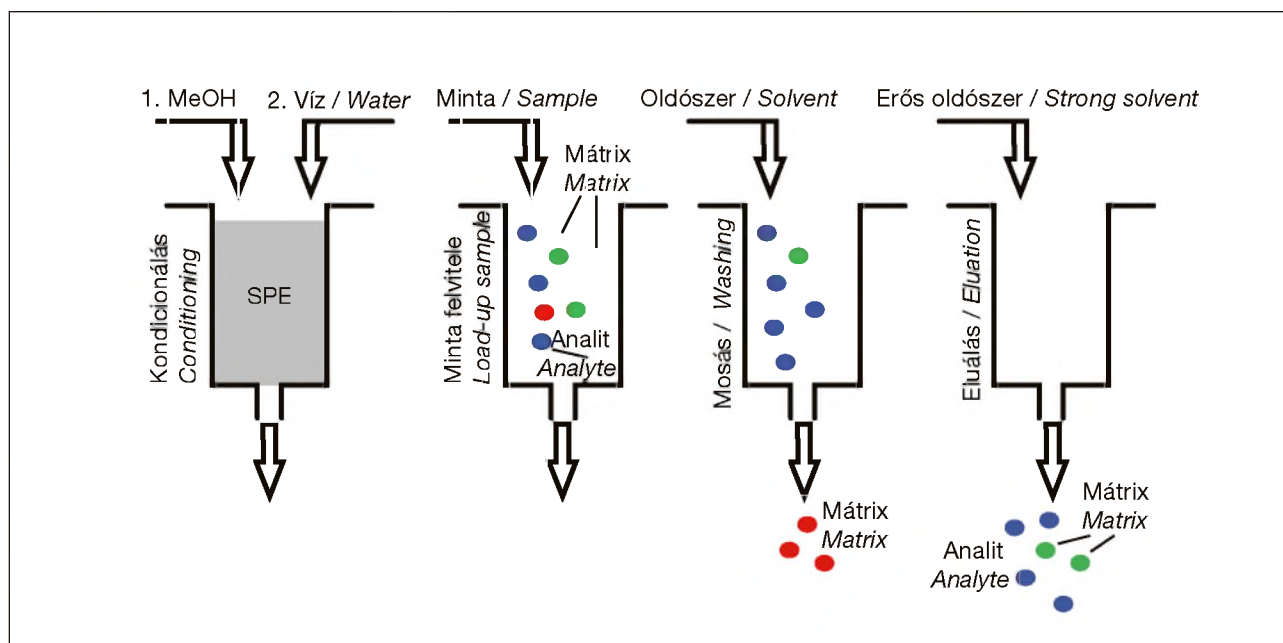 1. MeOH
2. Víz / Water
Kondicionálás
Conditioning
SPE
Minta / Sample
Minta felvitele
Load-up sample
Mátrix
Matrix
Analit
Analyte
Oldószer / Solvent
Mosás / Washing
Mátrix
Matrix
Erős oldószer / Strong solvent
Eluálás / Eluation
Mátrix
Matrix
Analit
Analyte